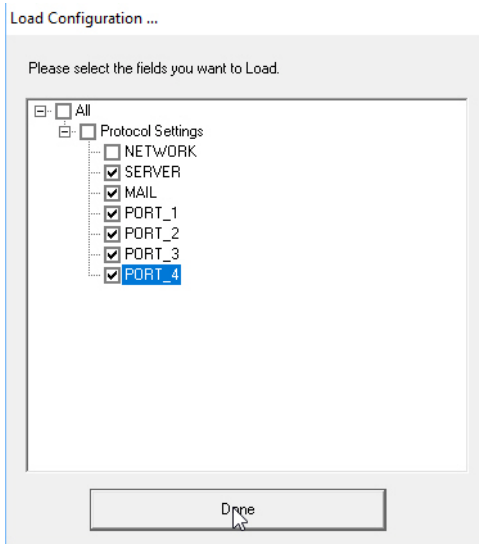 Load Configuration ...
Please select the fields you want to Load.
All
Protocol Settings
NETWORK
SERVER
MAIL
PORT_1
PORT_2
PORT_3
PORT_4
Done